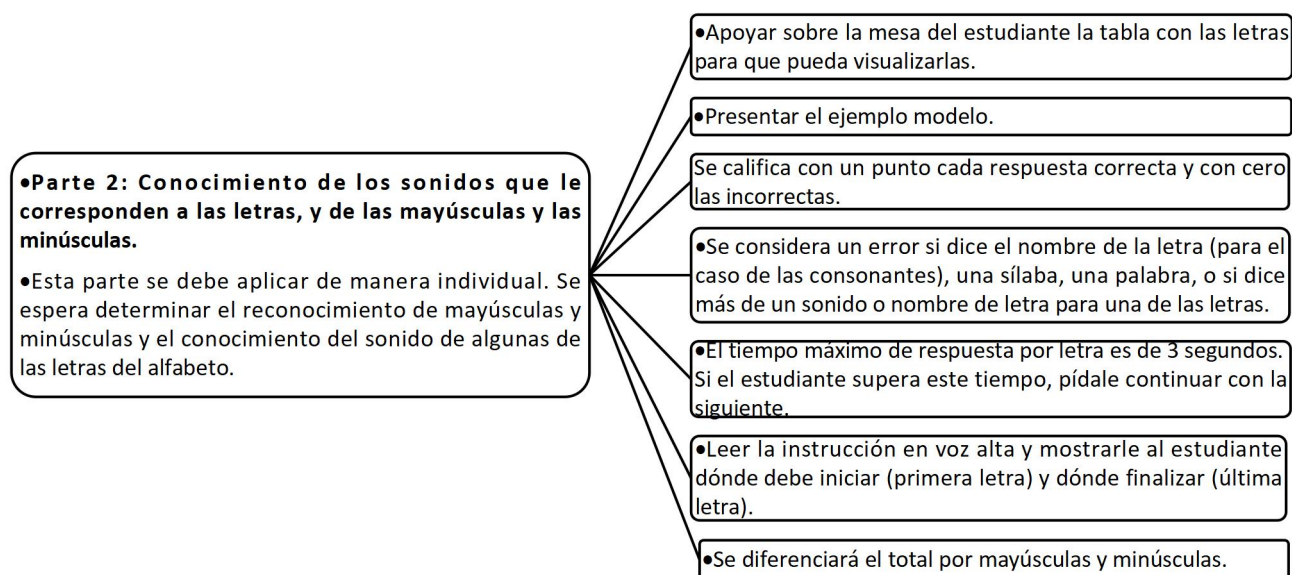 •Parte 2: Conocimiento de los sonidos que le
corresponden a las letras, y de las mayúsculas y las
minúsculas.
•Esta parte se debe aplicar de manera individual. Se
espera determinar el reconocimiento de mayúsculas y
minúsculas y el conocimiento del sonido de algunas de
las letras del alfabeto.
•Apoyar sobre la mesa del estudiante la tabla con las letras
para que pueda visualizarlas.
•Presentar el ejemplo modelo.
Se califica con un punto cada respuesta correcta y con cero
las incorrectas.
•Se considera un error si dice el nombre de la letra (para el
caso de las consonantes), una sílaba, una palabra, o si dice
más de un sonido o nombre de letra para una de las letras.
•El tiempo máximo de respuesta por letra es de 3 segundos.
Si el estudiante supera este tiempo, pídale continuar con la
siguiente.
•Leer la instrucción en voz alta y mostrarle al estudiante
dónde debe iniciar (primera letra) y dónde finalizar (última
letra).
•Se diferenciará el total por mayúsculas y minúsculas.